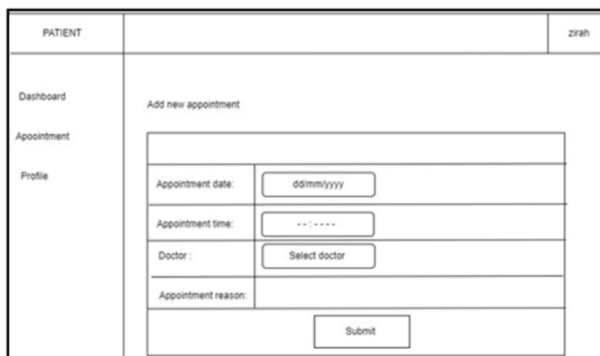 PATIENT
zirah
Dashboard
Appointment
Profile
Add new appointment
Appointment date: dd/mm/yyyy
Appointment time: --:----
Doctor : Select doctor
Appointment reason:
Submit